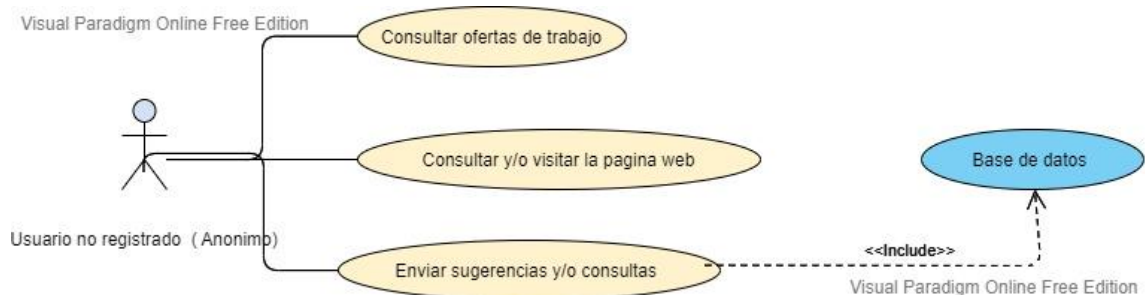 Visual Paradigm Online Free Edition
Consultar ofertas de trabajo
Consultar y/o visitar la pagina web
Base de datos
Usuario no registrado ( Anonimo)
<<Include>>
Enviar sugerencias y/o consultas
Visual Paradigm Online Free Edition